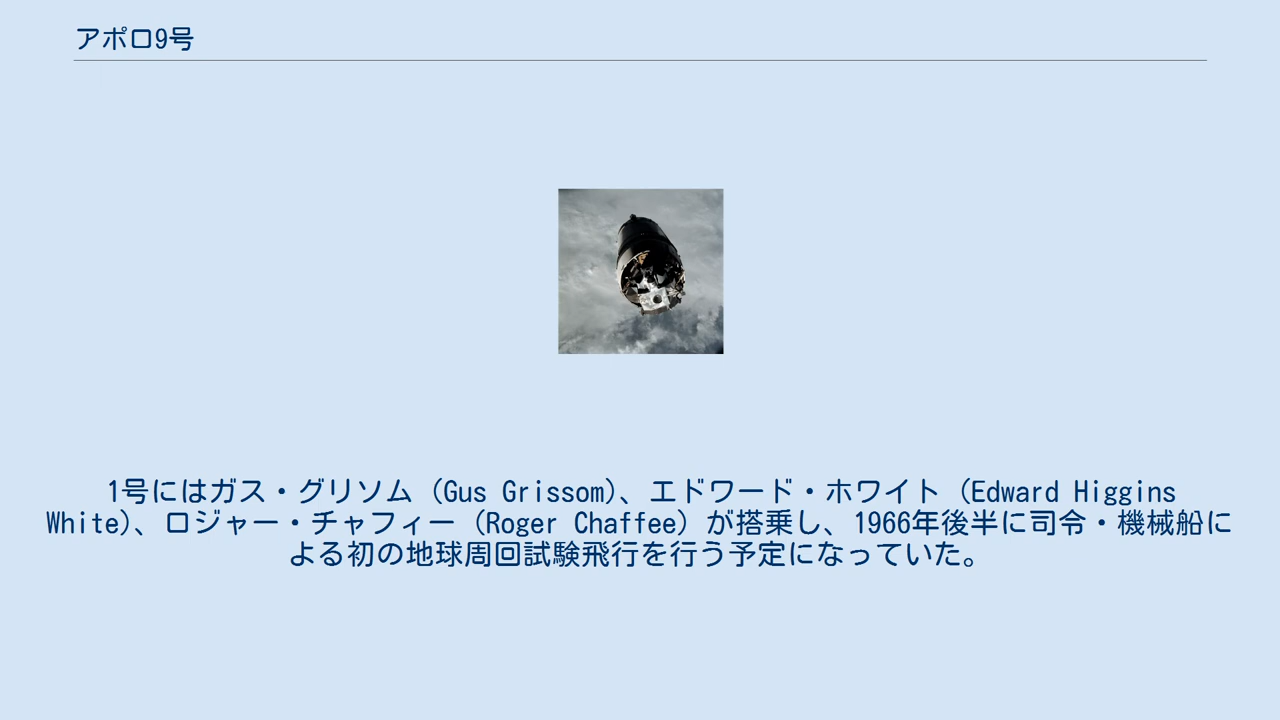 アポロ9号
1号にはガス・グリソム（Gus Grissom）、エドワード・ホワイト（Edward Higgins
White）、ロジャー・チャフィー（Roger Chaffee）が搭乗し、1966年後半に司令・機械船に
よる初の地球周回試験飛行を行う予定になっていた。